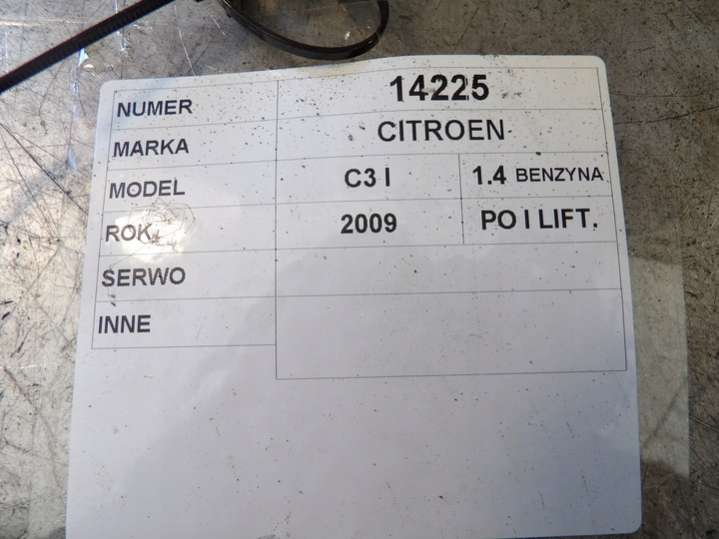 NUMER 14225
MARKA CITROEN
MODEL C3 I 1.4 BENZYNA
ROK 2009 PO I LIFT.
SERWO
INNE